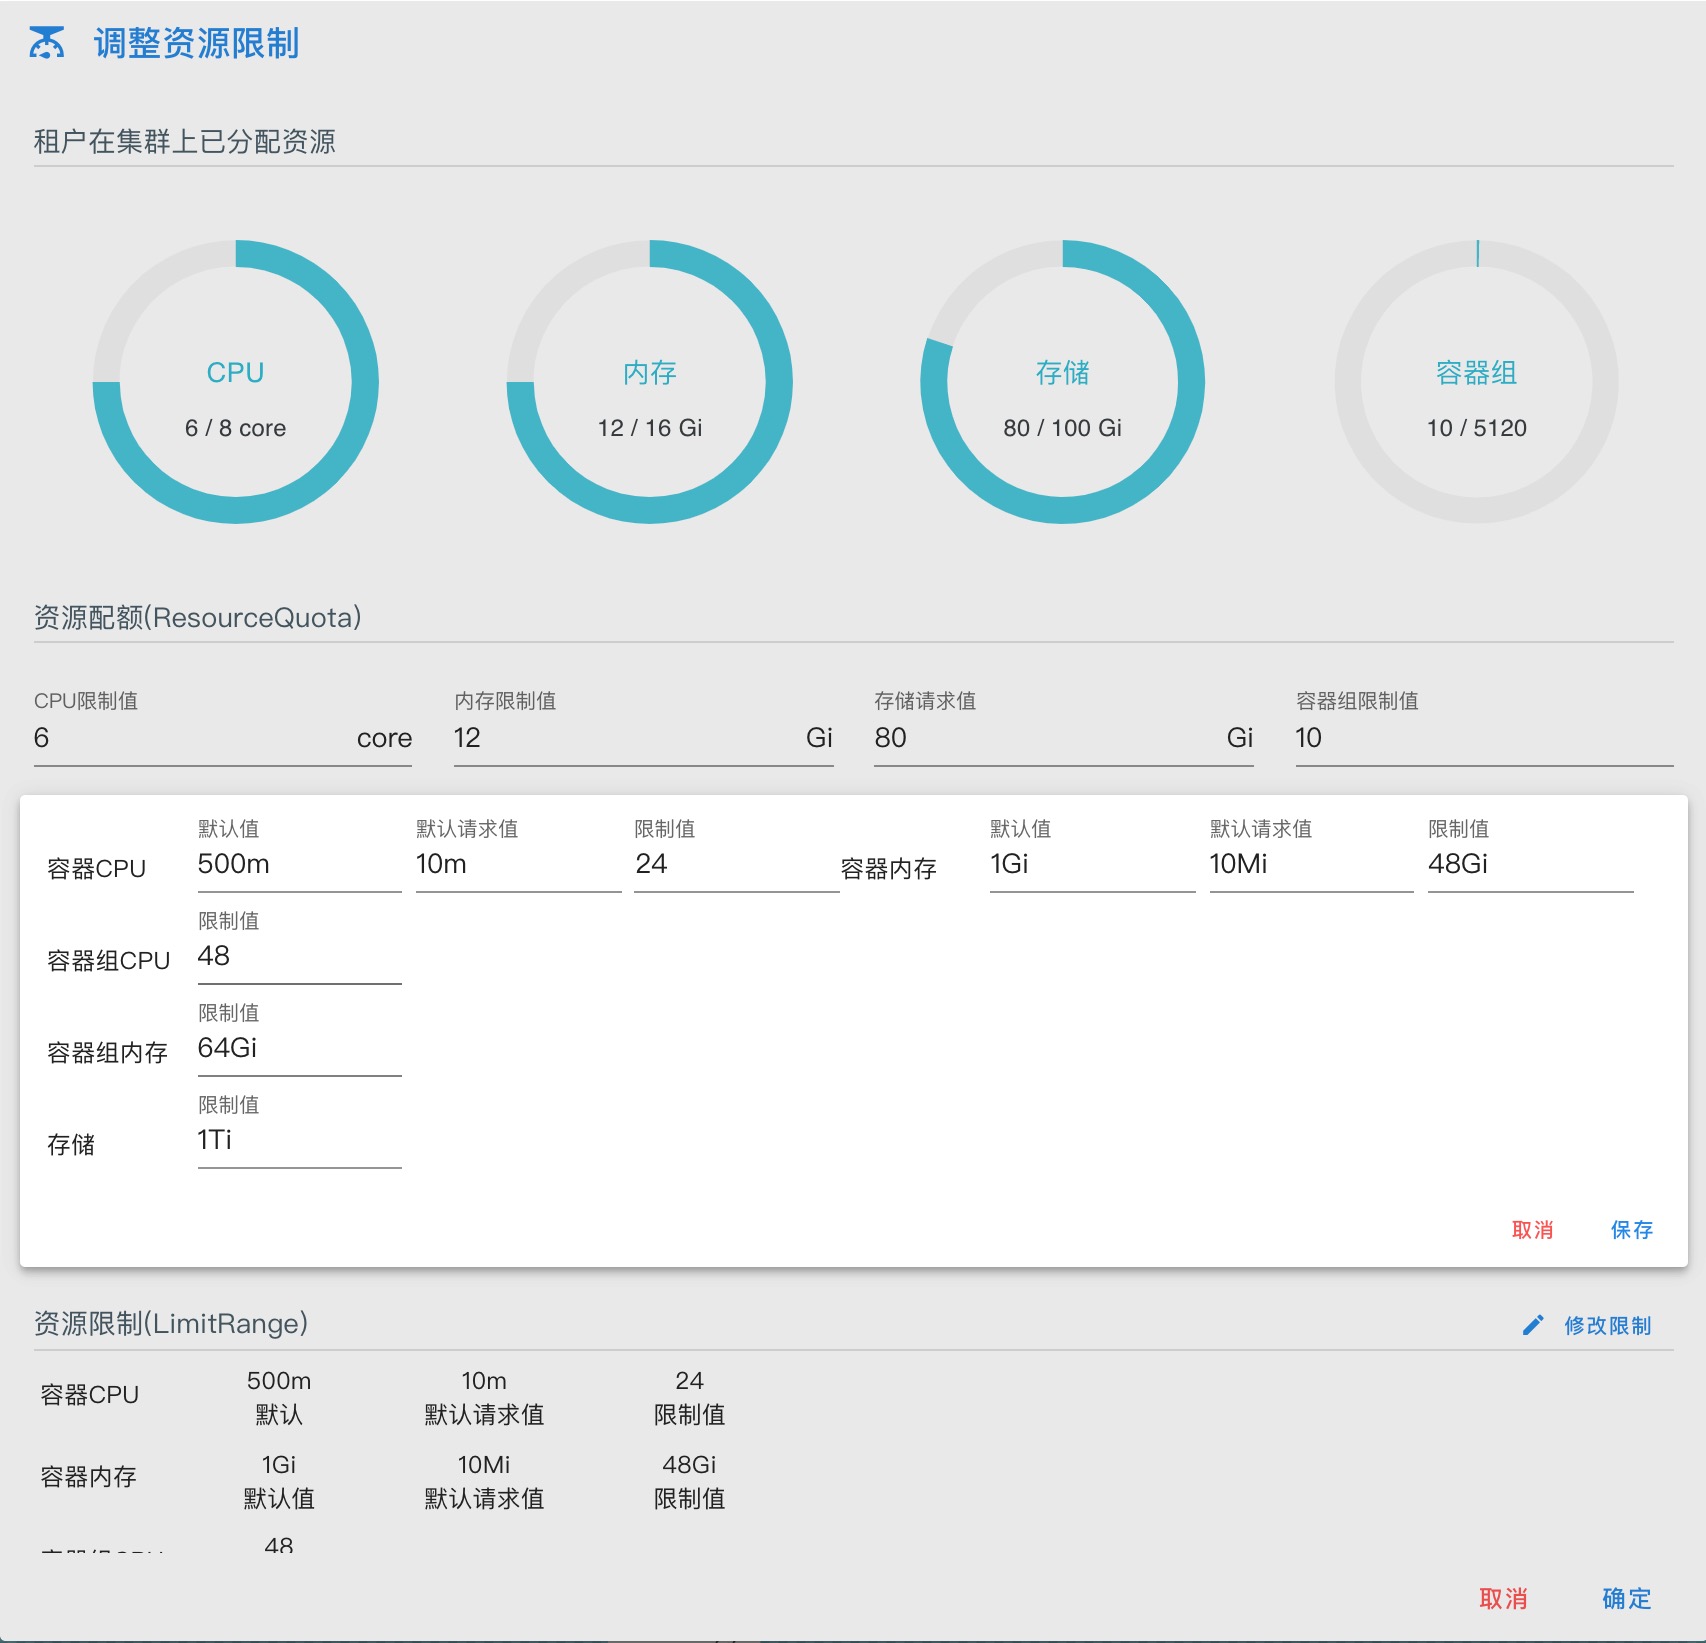 调整资源限制
租户在集群上已分配资源
CPU
6 / 8 core
内存
12 / 16 Gi
存储
80 / 100 Gi
容器组
10 / 5120
资源配额(ResourceQuota)
CPU限制值 内存限制值 存储请求值 容器组限制值
6 core 12 Gi 80 Gi 10
默认值 默认请求值 限制值 默认值 默认请求值 限制值
容器CPU 500m 10m 24 容器内存 1Gi 10Mi 48Gi
限制值
容器组CPU 48
限制值
容器组内存 64Gi
限制值
存储 1Ti
取消 保存
资源限制(LimitRange) 修改限制
容器CPU 500m 10m 24
默认 默认请求值 限制值
容器内存 1Gi 10Mi 48Gi
默认值 默认请求值 限制值
48
取消 确定